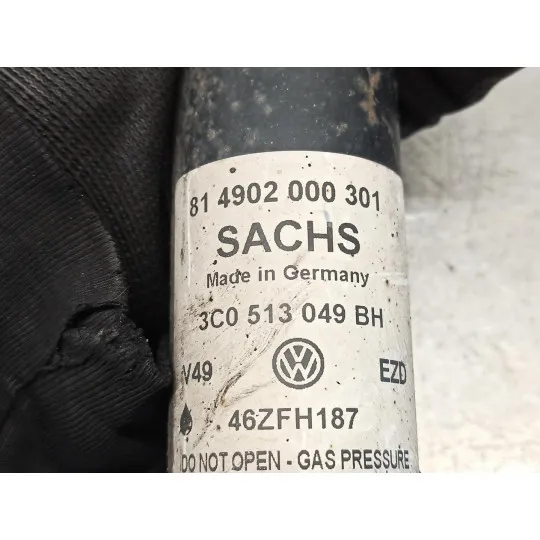 81 4902 000 301
SACHS
Made in Germany
3C0 513 049 BH
V49 EZD
46ZFH187
DO NOT OPEN - GAS PRESSURE